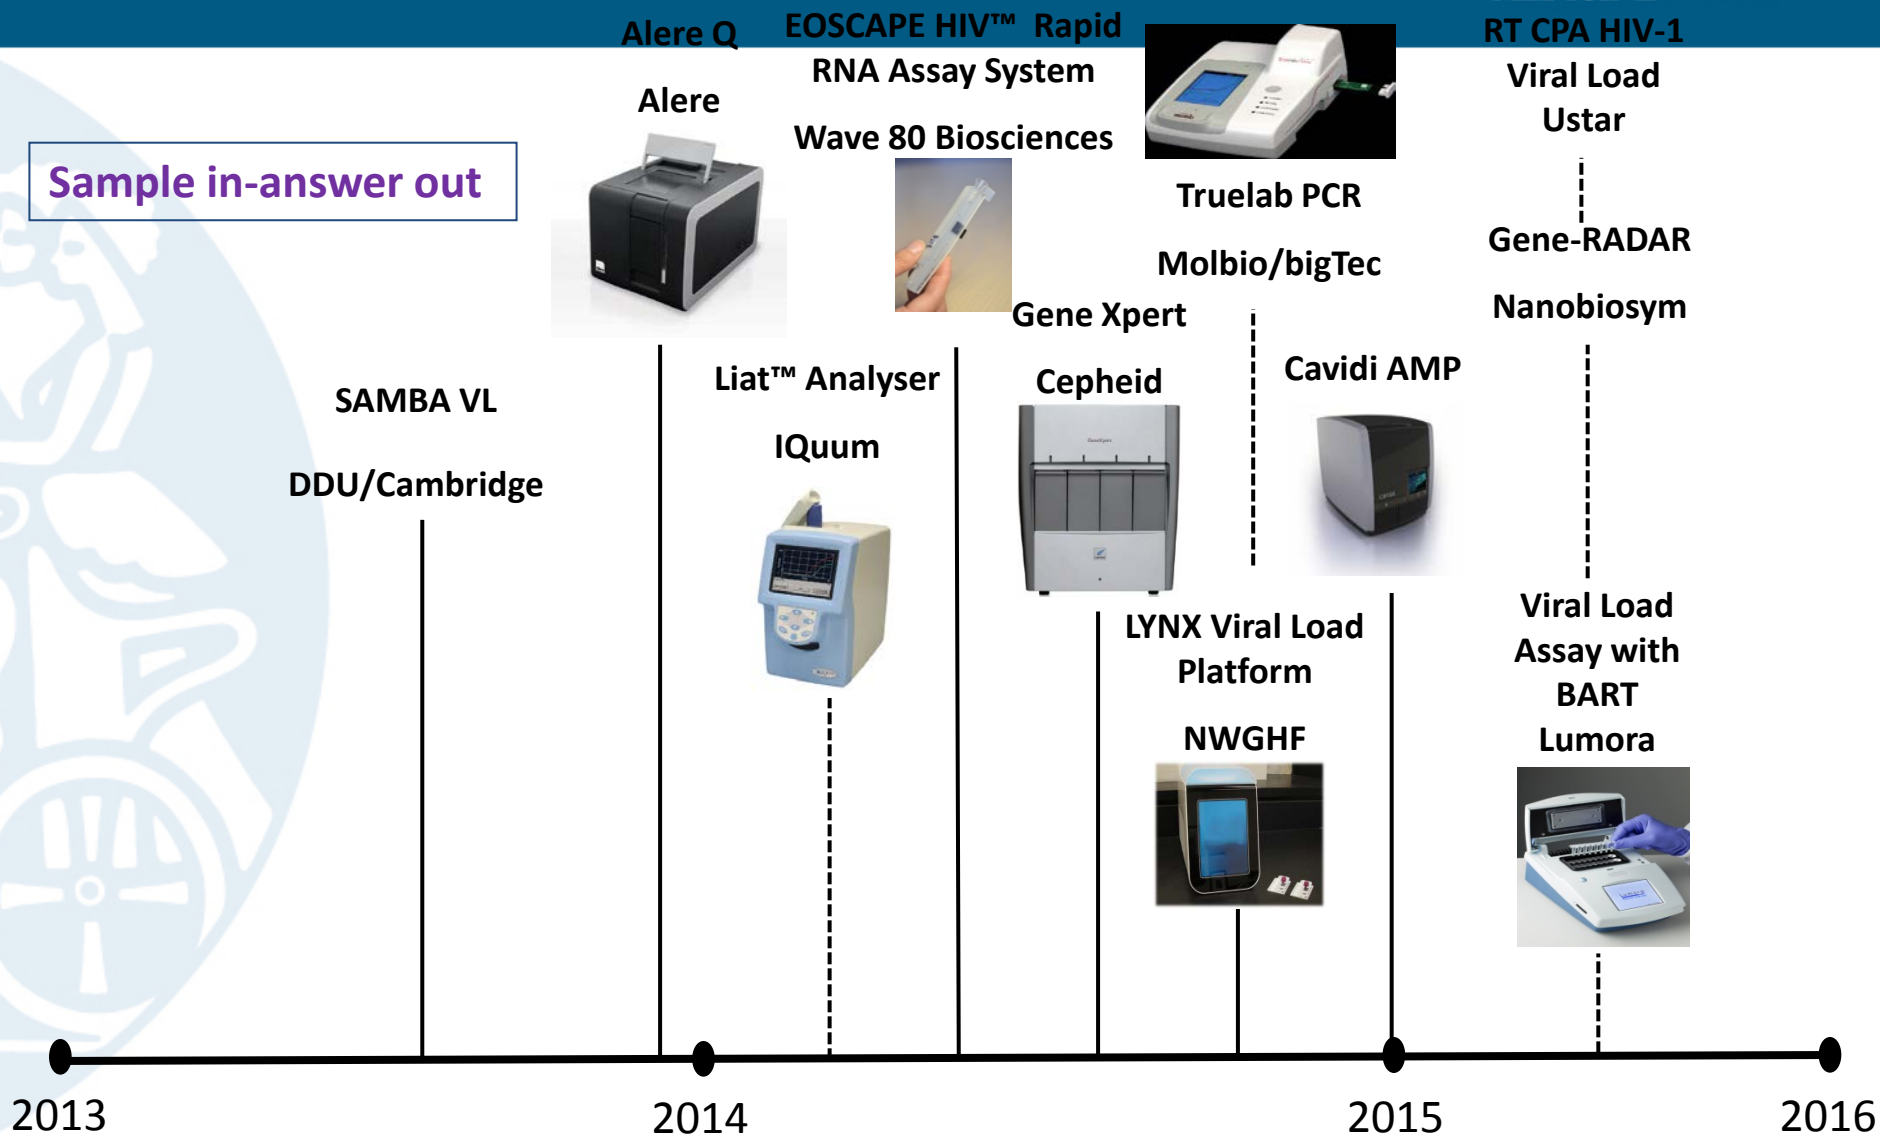 Alere Q
Alere
EOSCAPE HIV™ Rapid
RNA Assay System
Wave 80 Biosciences
RT CPA HIV-1
Viral Load
Ustar
Sample in-answer out
Truelab PCR
Molbio/bigTec
Gene-RADAR
Nanobiosym
Gene Xpert
Cepheid
Liat™ Analyser
IQuum
Cavidi AMP
SAMBA VL
DDU/Cambridge
LYNX Viral Load
Platform
NWGHF
Viral Load
Assay with
BART
Lumora
2013
2014
2015
2016